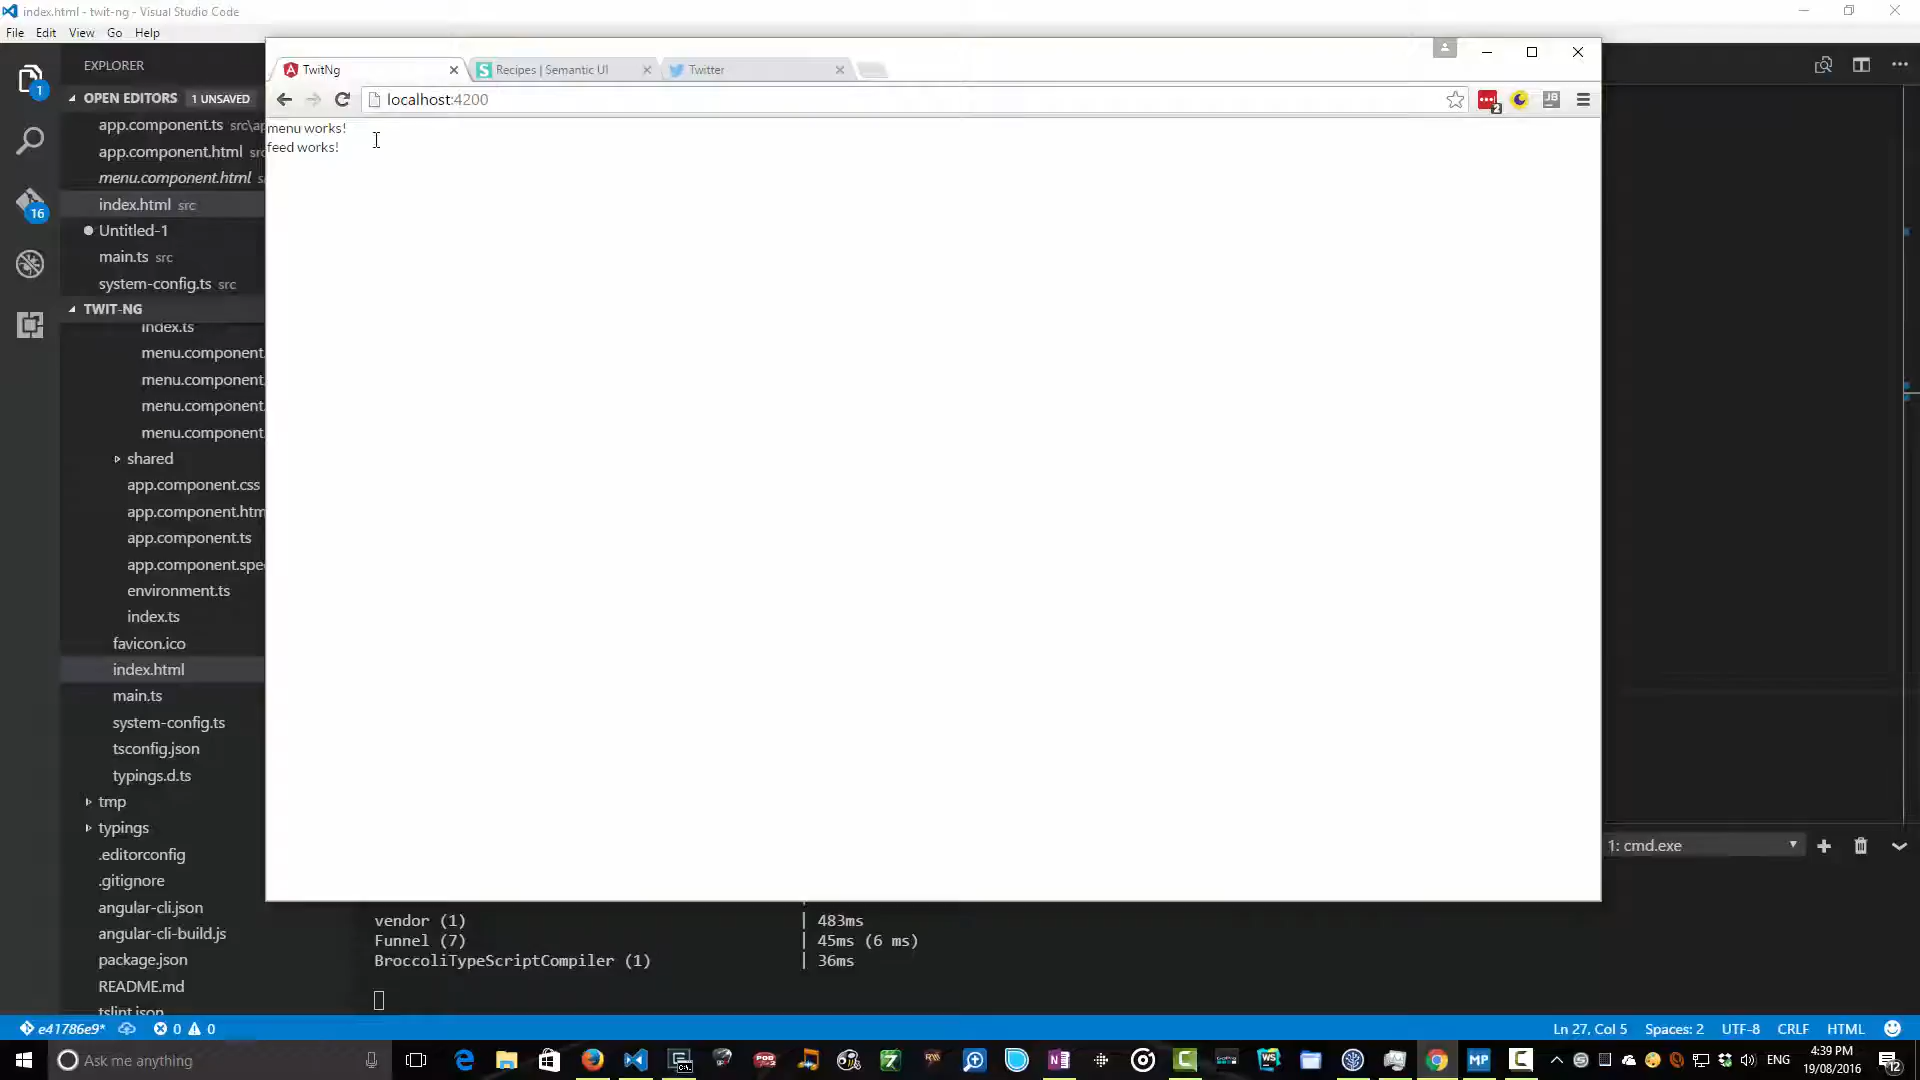 index.html - twit-ng - Visual Studio Code
File Edit View Go Help
EXPLORER
OPEN EDITORS 1 UNSAVED
app.component.ts src\ap
app.component.html src
menu.component.html s
index.html src
Untitled-1
main.ts src
system-config.ts src
TWIT-NG
index.ts
menu.component.
menu.component.
menu.component.
menu.component.
shared
app.component.css
app.component.htm
app.component.ts
app.component.spe
environment.ts
index.ts
favicon.ico
index.html
main.ts
system-config.ts
tsconfig.json
typings.d.ts
tmp
typings
.editorconfig
.gitignore
angular-cli.json
angular-cli-build.js
package.json
README.md
tslint.json
TwitNg
Recipes | Semantic UI
Twitter
localhost:4200
menu works!
feed works!
1: cmd.exe
vendor (1) | 483ms
Funnel (7) | 45ms (6 ms)
BroccoliTypeScriptCompiler (1) | 36ms
e41786e9* 0 0
Ln 27, Col 5 Spaces: 2 UTF-8 CRLF HTML
Ask me anything
ENG
4:39 PM
19/08/2016
12
1
16
2
JB
WS
MP